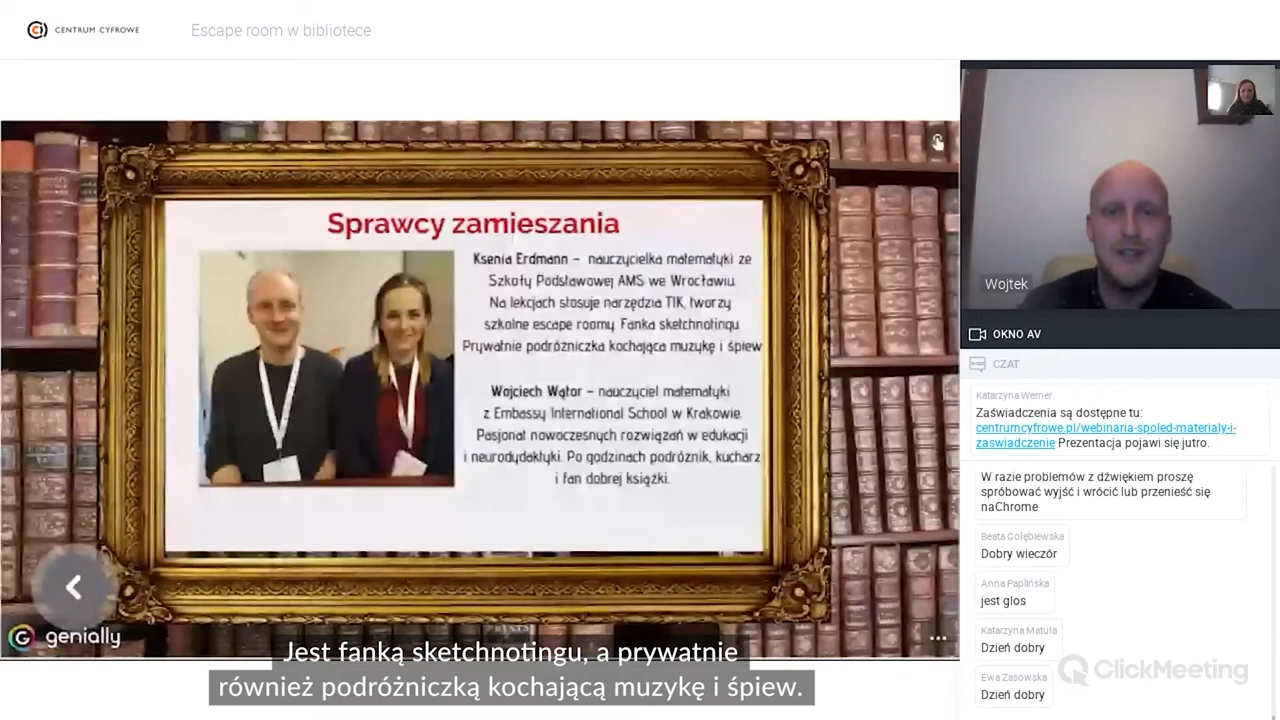 CENTRUM CYFROWE
Escape room w bibliotece
Sprawcy zamieszania
Ksenia Erdmann – nauczycielka matematyki ze
Szkoły Podstawowej AMS we Wrocławiu.
Na lekcjach stosuje narzędzia TIK, tworzy
szkolne escape roomy. Fanka sketchnotingu.
Prywatnie podróżniczka kochająca muzykę i śpiew
Wojciech Wątor – nauczyciel matematyki
z Embassy International School w Krakowie.
Pasjonat nowoczesnych rozwiązań w edukacji
i neurodydaktyki. Po godzinach podróżnik, kucharz
i fan dobrej książki.
genially
Jest fanką sketchnotingu, a prywatnie
również podróżniczką kochającą muzykę i śpiew.
Wojtek
OKNO AV
CZAT
Katarzyna Werner
Zaświadczenia są dostępne tu:
centrumcyfrowe.pl/webinaria-spoled-materialy-i-
zaswiadczenie Prezentacja pojawi się jutro.
W razie problemów z dźwiękiem proszę
spróbować wyjść i wrócić lub przenieść się
naChrome
Beata Gołębiewska
Dobry wieczór
Anna Paplińska
jest glos
Katarzyna Matuła
Dzień dobry
Ewa Zasowska
Dzień dobry
ClickMeeting